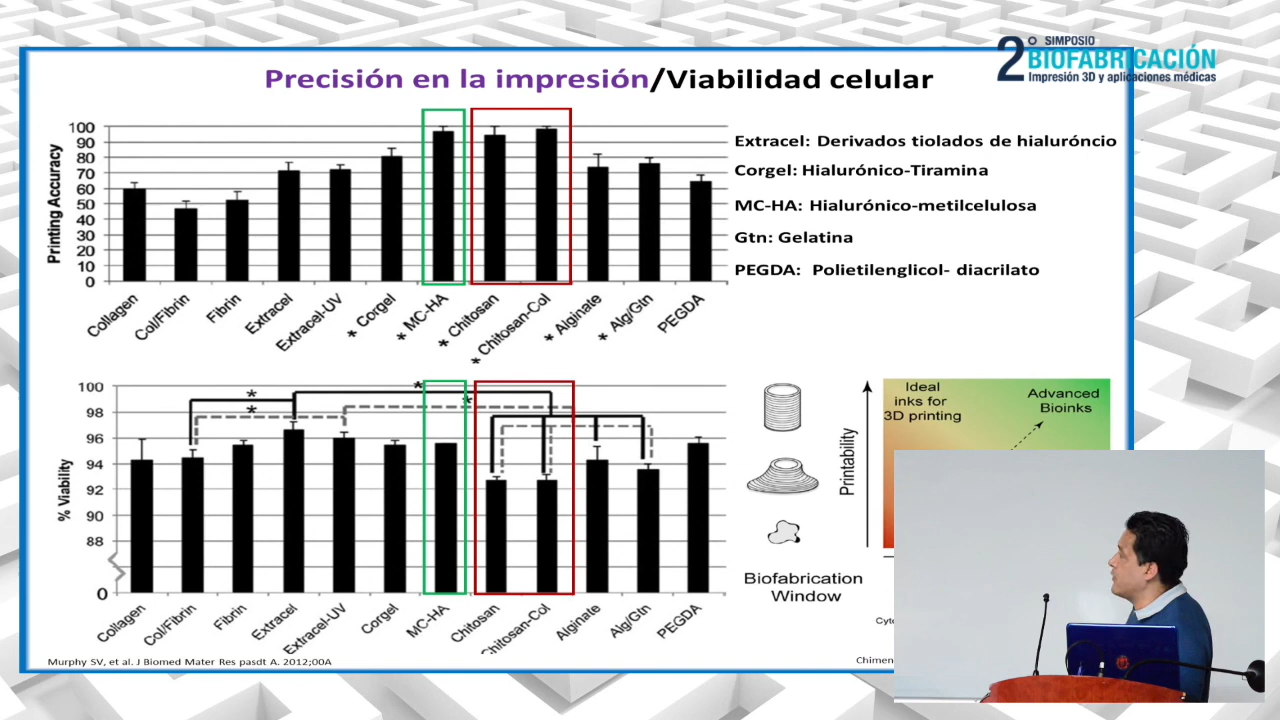 2° SIMPOSIO
BIOFABRICACIÓN
Impresión 3D y aplicaciones médicas
Precisión en la impresión/Viabilidad celular
Printing Accuracy
100
90
80
70
60
50
40
30
20
10
0
Collagen
Col/Fibrin
Fibrin
Extracel
Extracel-UV
* Corgel
* MC-HA
* Chitosan
* Chitosan-Col
* Alginate
* Alg/Gtn
PEGDA
Extracel: Derivados tiolados de hialuróncio
Corgel: Hialurónico-Tiramina
MC-HA: Hialurónico-metilcelulosa
Gtn: Gelatina
PEGDA: Polietilenglicol- diacrilato
% Viability
100
98
96
94
92
90
88
0
*
*
*
*
Collagen
Col/Fibrin
Fibrin
Extracel
Extracel-UV
Corgel
MC-HA
Chitosan
Chitosan-Col
Alginate
Alg/Gtn
PEGDA
Biofabrication
Window
Printability
Ideal
inks for
3D printing
Advanced
Bioinks
Murphy SV, et al. J Biomed Mater Res pasdt A. 2012;00A
Cyt
Chimen